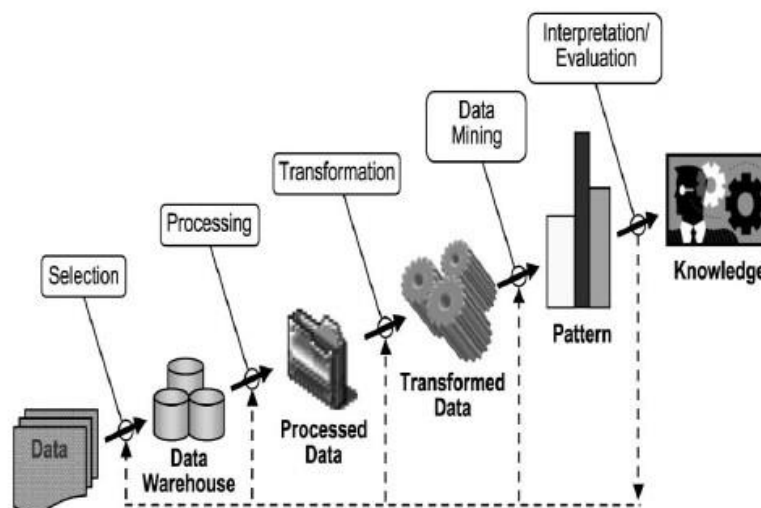 Interpretation/
Evaluation
Data
Mining
Transformation
Processing
Selection
Knowledge
Pattern
Transformed
Data
Processed
Data
Data
Warehouse
Data